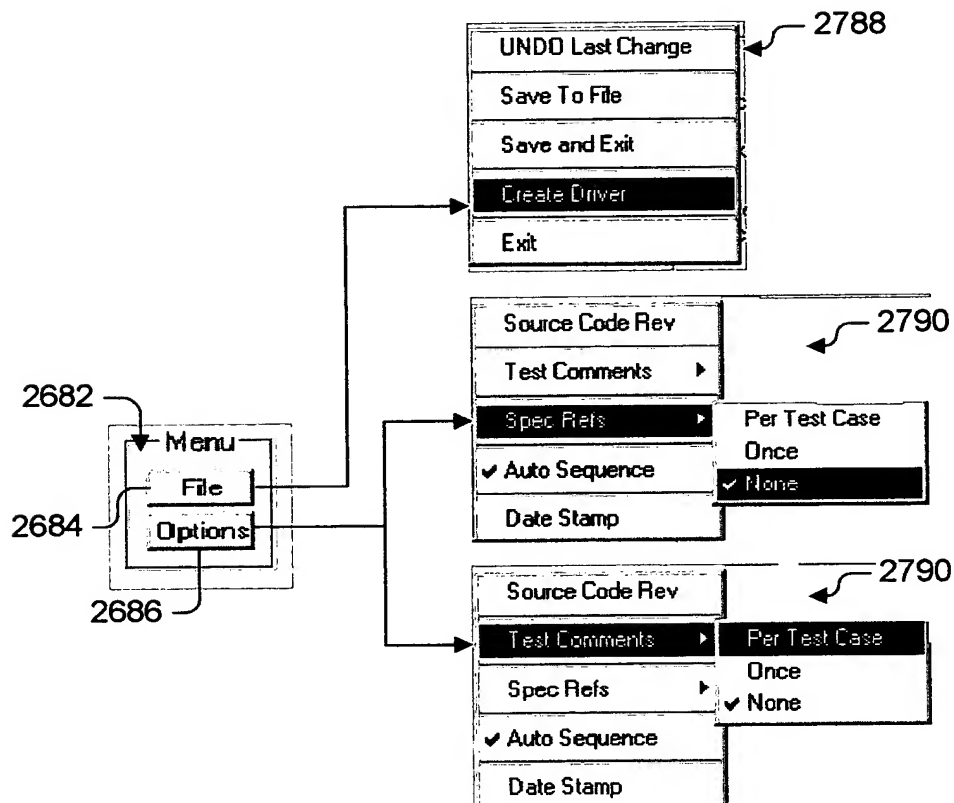 2788
UNDO Last Change
Save To File
Save and Exit
Create Driver
Exit
2790
Source Code Rev
Test Comments
Spec Refs
Per Test Case
Once
✔ None
✔ Auto Sequence
Date Stamp
2682
Menu
File
2684
Options
2686
2790
Source Code Rev
Test Comments
Per Test Case
Once
✔ None
Spec Refs
✔ Auto Sequence
Date Stamp